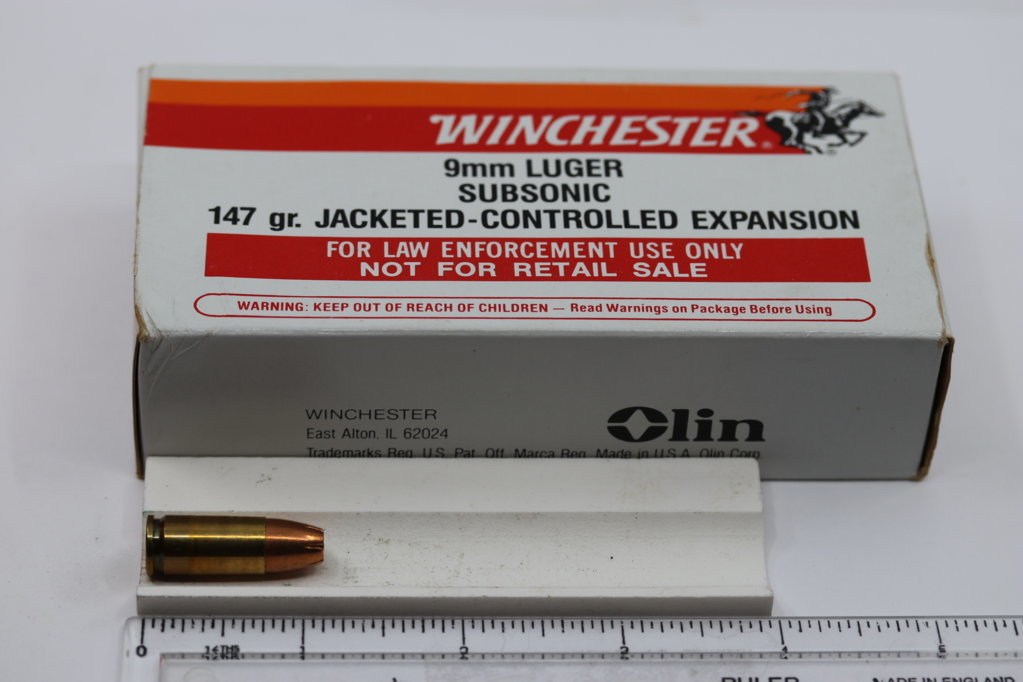 WINCHESTER®
9mm LUGER
SUBSONIC
147 gr. JACKETED-CONTROLLED EXPANSION
FOR LAW ENFORCEMENT USE ONLY
NOT FOR RETAIL SALE
WARNING: KEEP OUT OF REACH OF CHILDREN — Read Warnings on Package Before Using
WINCHESTER
East Alton, IL 62024
Olin
Trademarks Reg. U.S. Pat. Off. Marca Reg. Made in U.S.A. Olin Corp.
0 1 2 3 4 5
RULER
MADE IN ENGLAND